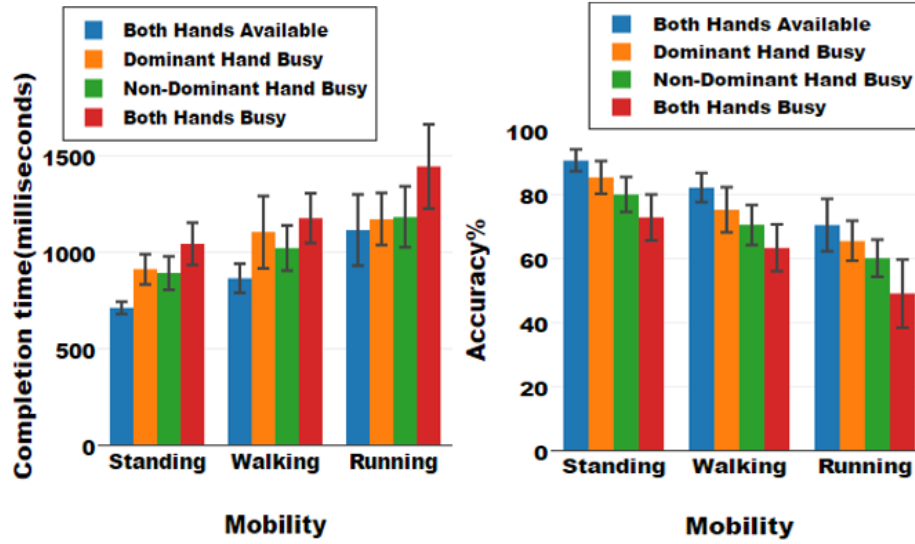 Both Hands Available
Dominant Hand Busy
Non-Dominant Hand Busy
Both Hands Busy
Completion time(milliseconds)
1500
1000
500
0
Standing Walking Running
Mobility
Both Hands Available
Dominant Hand Busy
Non-Dominant Hand Busy
Both Hands Busy
Accuracy%
100
80
60
40
20
0
Standing Walking Running
Mobility